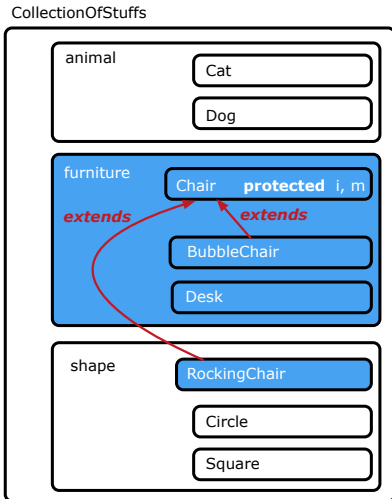 CollectionOfStuffs
animal
Cat
Dog
furniture
Chair protected i, m
extends
extends
BubbleChair
Desk
shape
RockingChair
Circle
Square